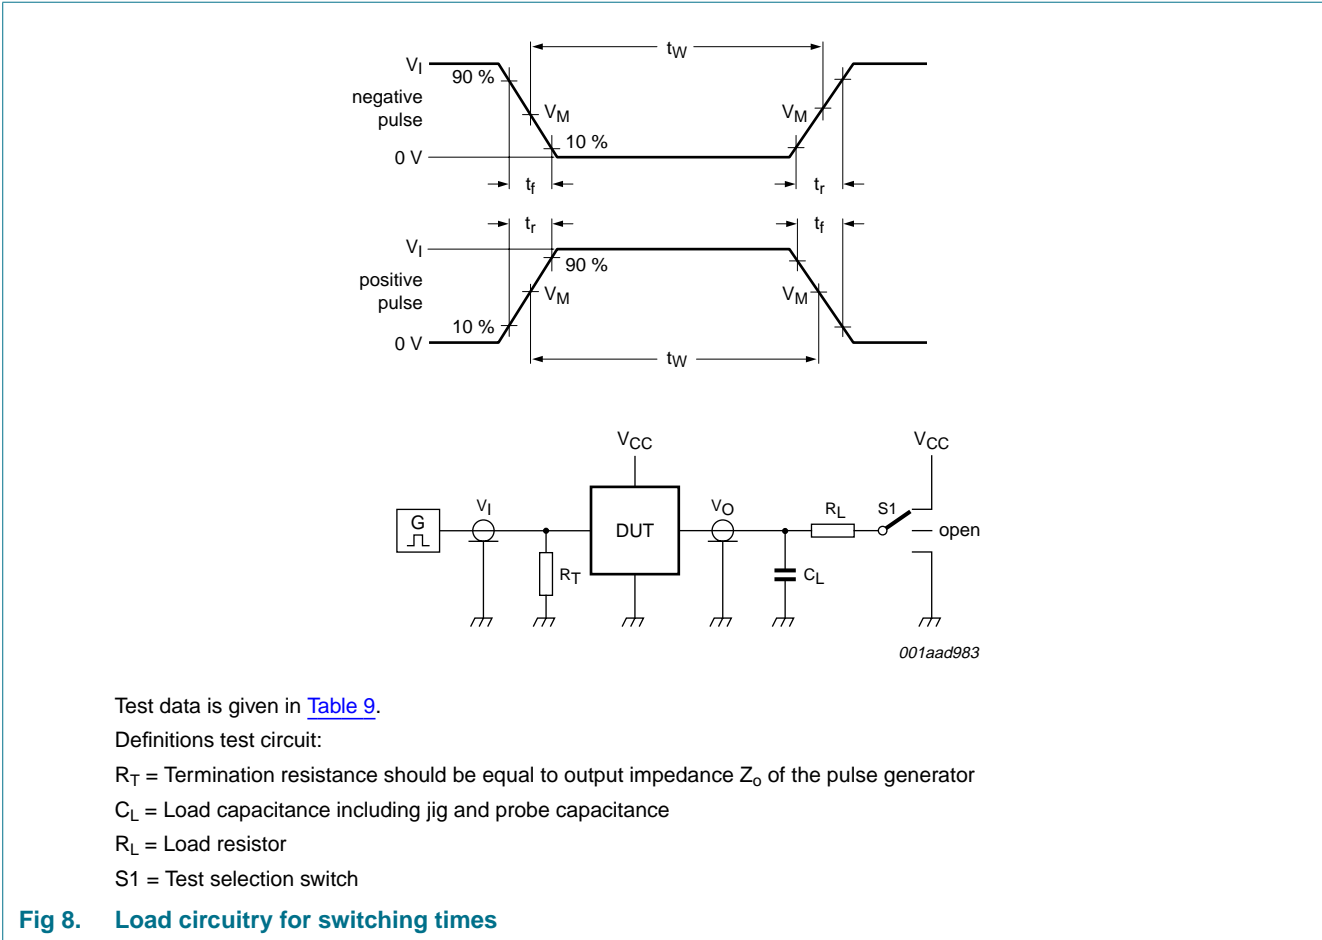 tW
VI
90 %
negative
pulse
VM
VM
10 %
0 V
tf
tr
tr
tf
VI
90 %
positive
pulse
VM
VM
10 %
0 V
tW
VCC
VCC
G
VI
DUT
VO
RL
S1
open
RT
CL
001aad983
Test data is given in Table 9.
Definitions test circuit:
RT = Termination resistance should be equal to output impedance Zo of the pulse generator
CL = Load capacitance including jig and probe capacitance
RL = Load resistor
S1 = Test selection switch
Fig 8. Load circuitry for switching times